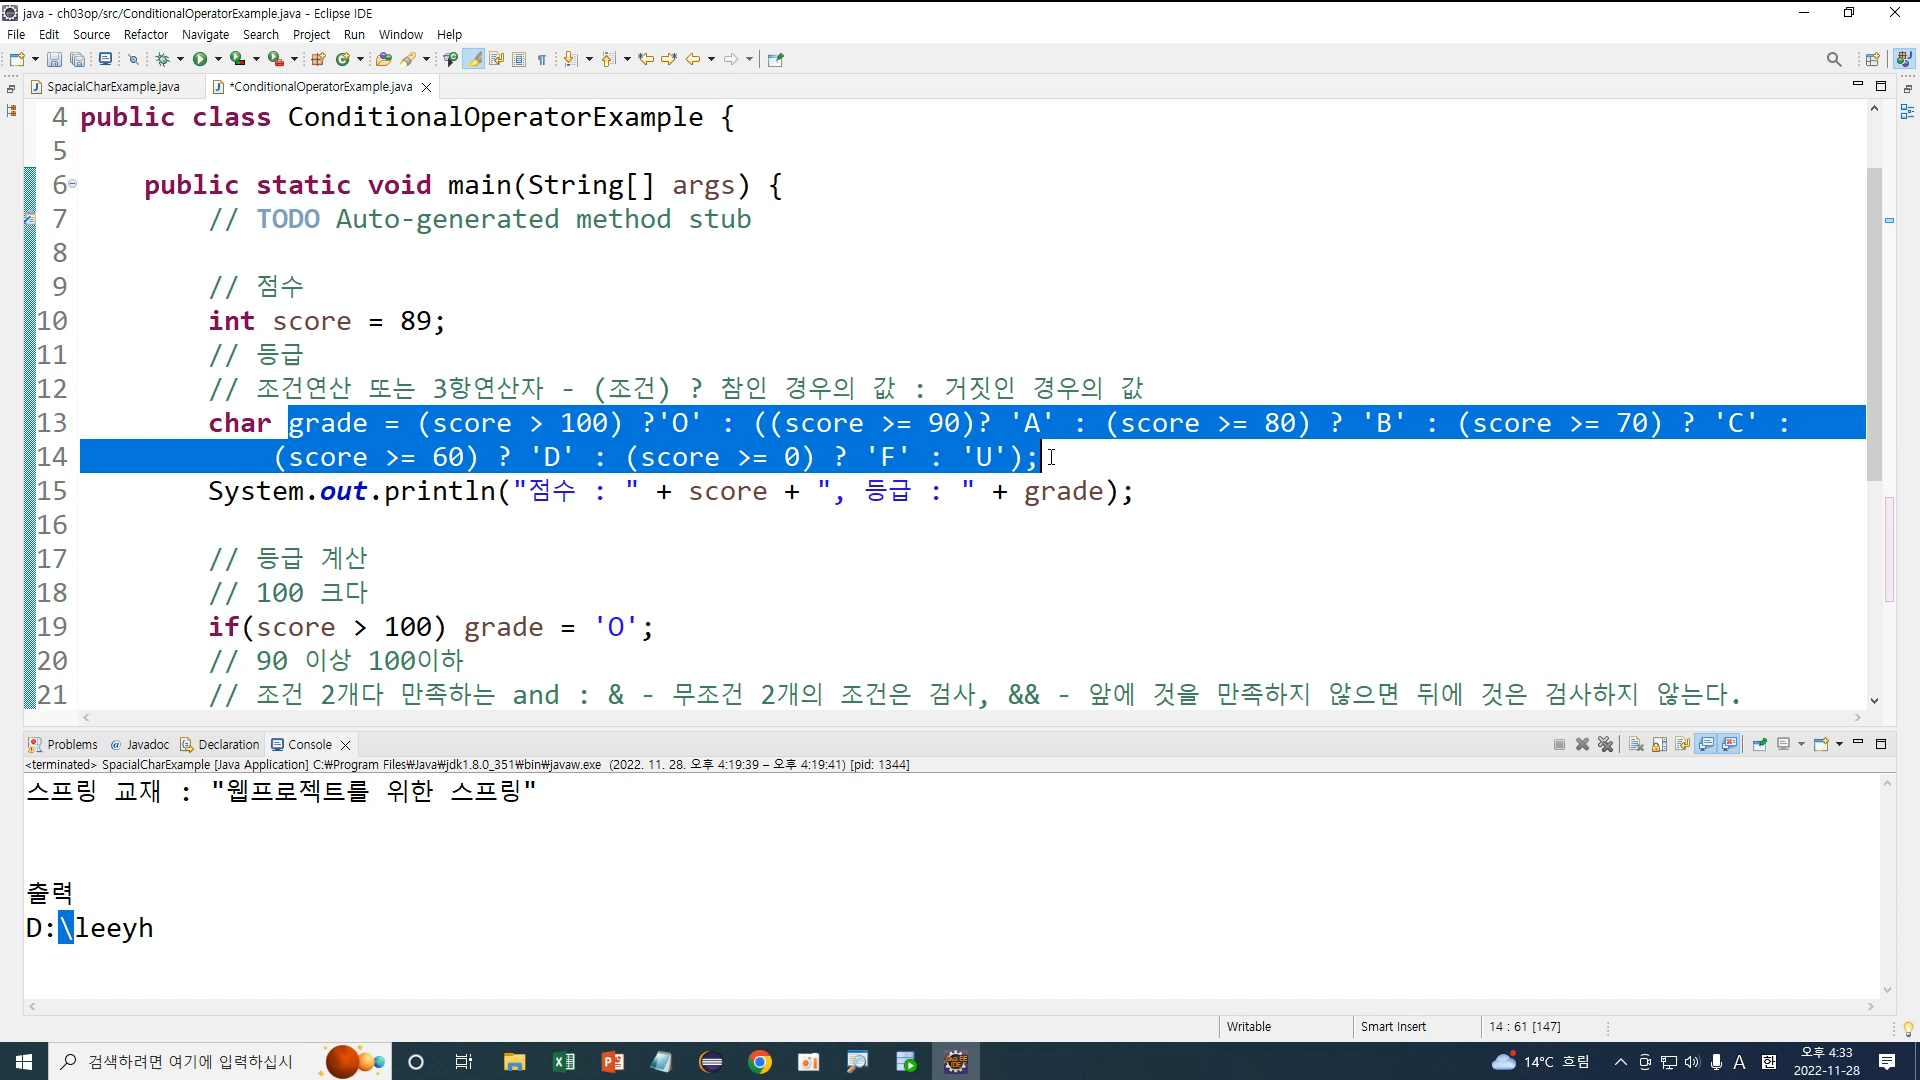 java - ch03op/src/ConditionalOperatorExample.java - Eclipse IDE
File Edit Source Refactor Navigate Search Project Run Window Help
SpacialCharExample.java *ConditionalOperatorExample.java
4 public class ConditionalOperatorExample {
5
6 public static void main(String[] args) {
7 // TODO Auto-generated method stub
8
9 // 점수
10 int score = 89;
11 // 등급
12 // 조건연산 또는 3항연산자 - (조건) ? 참인 경우의 값 : 거짓인 경우의 값
13 char grade = (score > 100) ?'O' : ((score >= 90)? 'A' : (score >= 80) ? 'B' : (score >= 70) ? 'C' :
14 (score >= 60) ? 'D' : (score >= 0) ? 'F' : 'U');
15 System.out.println("점수 : " + score + ", 등급 : " + grade);
16
17 // 등급 계산
18 // 100 크다
19 if(score > 100) grade = 'O';
20 // 90 이상 100이하
21 // 조건 2개다 만족하는 and : & - 무조건 2개의 조건은 검사, && - 앞에 것을 만족하지 않으면 뒤에 것은 검사하지 않는다.
Problems @ Javadoc Declaration Console
<terminated> SpacialCharExample [Java Application] C:₩Program Files₩Java₩jdk1.8.0_351₩bin₩javaw.exe (2022. 11. 28. 오후 4:19:39 – 오후 4:19:41) [pid: 1344]
스프링 교재 : "웹프로젝트를 위한 스프링"
출력
D:\leeyh
Writable Smart Insert 14 : 61 [147]
검색하려면 여기에 입력하십시 14°C 흐림 A 한 오후 4:33
2022-11-28